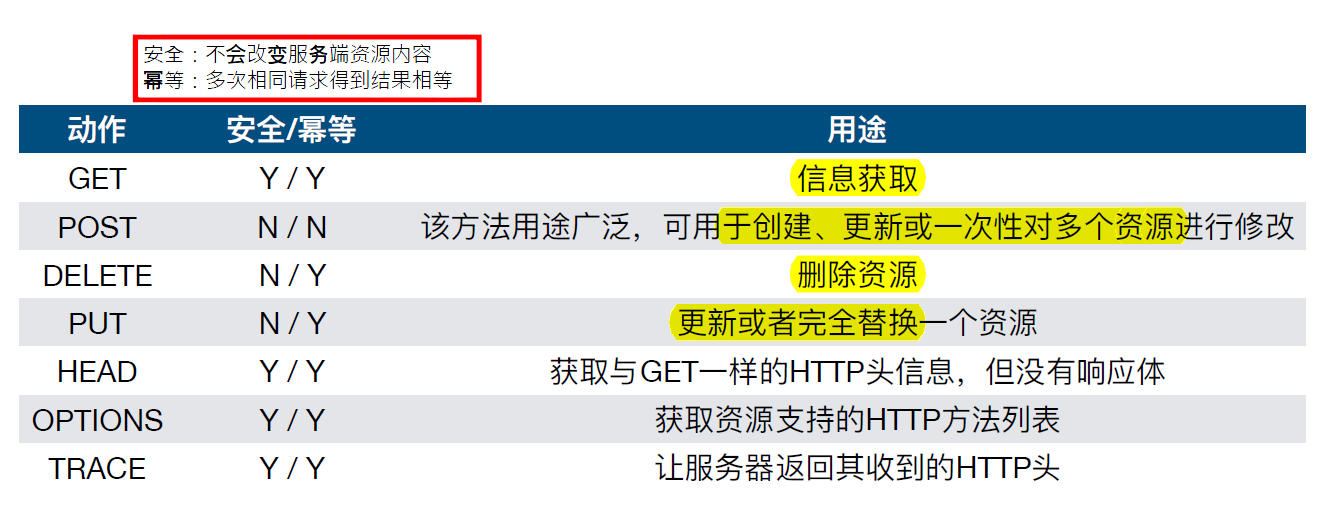 安全：不会改变服务端资源内容
幂等：多次相同请求得到结果相等
动作 安全/幂等 用途
GET Y / Y 信息获取
POST N / N 该方法用途广泛，可用于创建、更新或一次性对多个资源进行修改
DELETE N / Y 删除资源
PUT N / Y 更新或者完全替换一个资源
HEAD Y / Y 获取与GET一样的HTTP头信息，但没有响应体
OPTIONS Y / Y 获取资源支持的HTTP方法列表
TRACE Y / Y 让服务器返回其收到的HTTP头